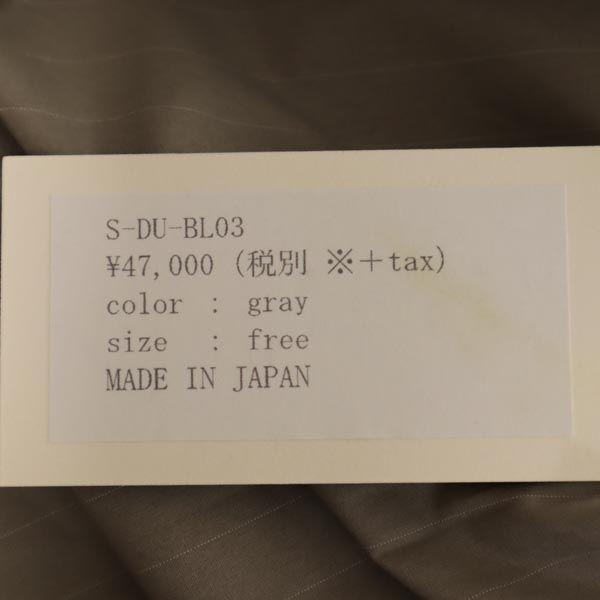 S-DU-BL03
¥47,000 (税別 ※+tax)
color : gray
size : free
MADE IN JAPAN